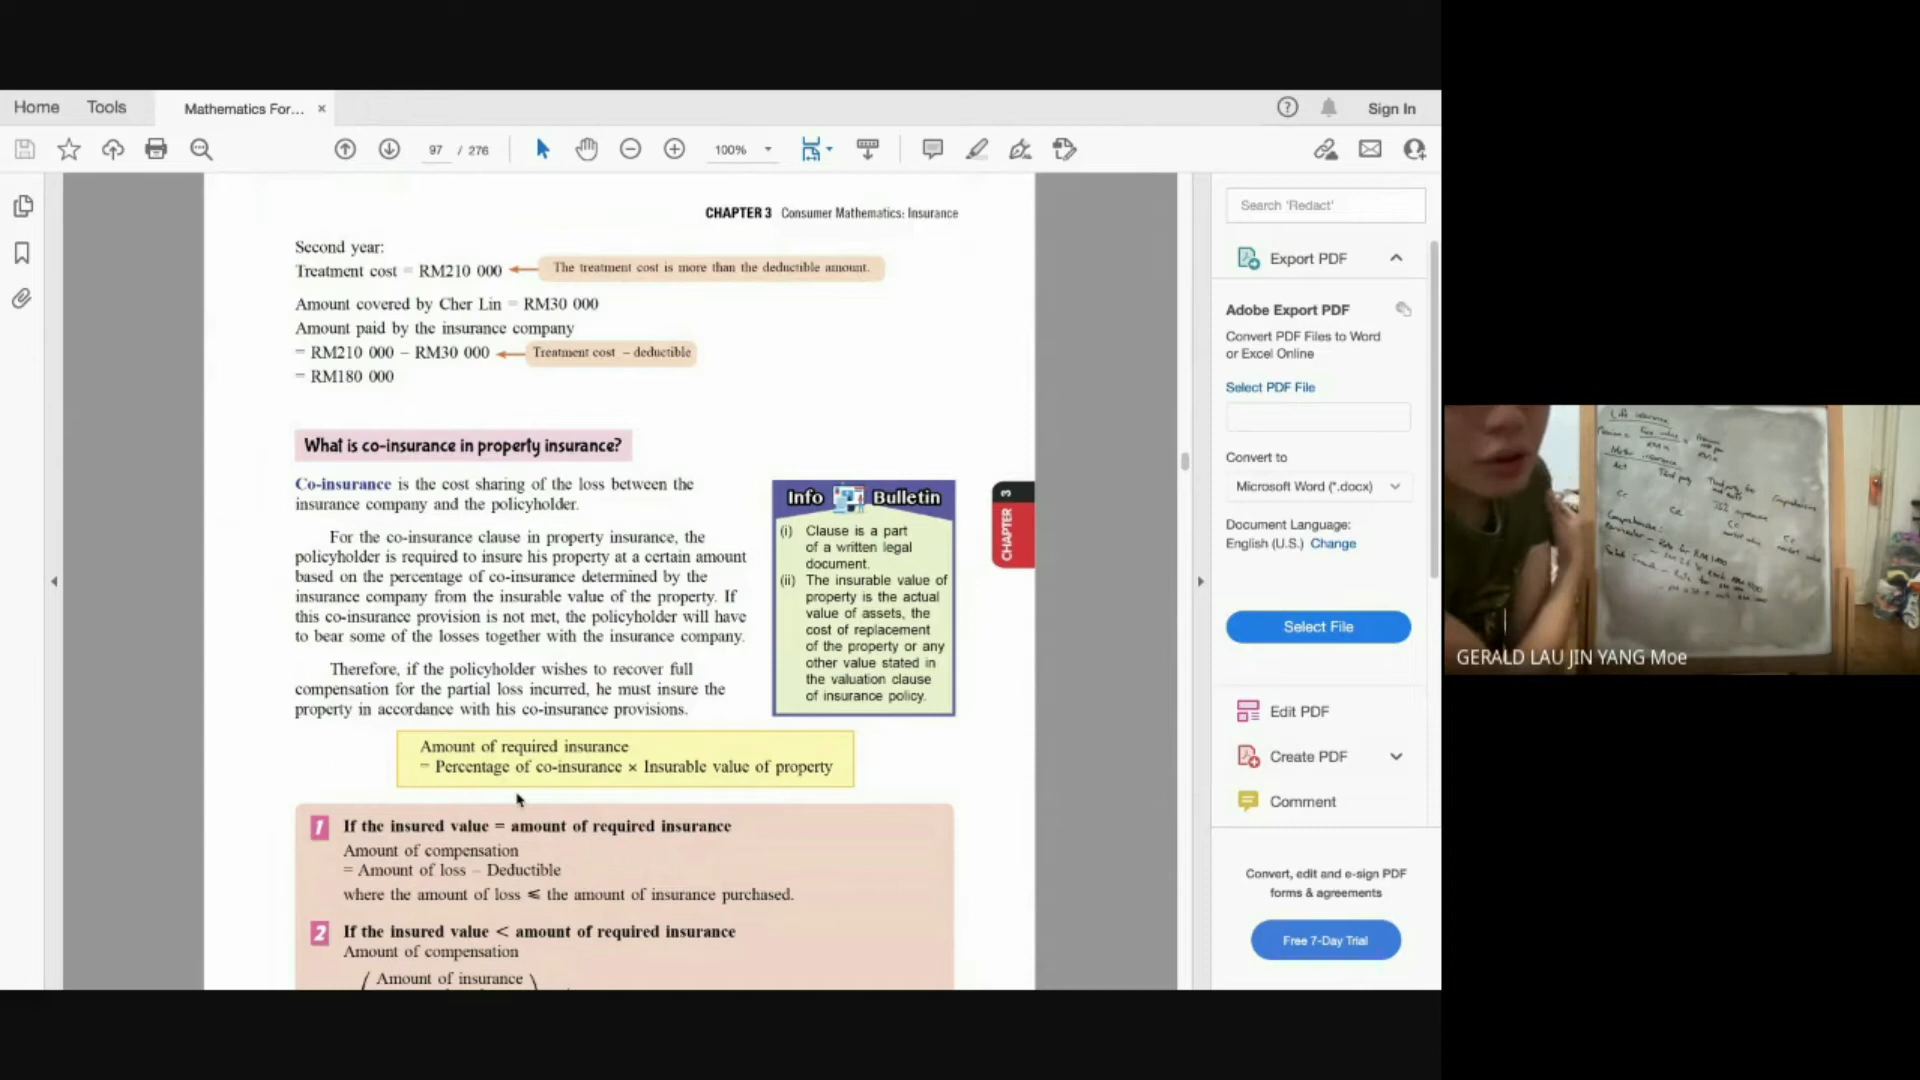 Home
Tools
Mathematics For... ×
Sign In
97 / 276
100%
CHAPTER 3 Consumer Mathematics: Insurance
Second year:
Treatment cost = RM210 000
The treatment cost is more than the deductible amount.
Amount covered by Cher Lin = RM30 000
Amount paid by the insurance company
= RM210 000 – RM30 000
Treatment cost – deductible
= RM180 000
What is co-insurance in property insurance?
Co-insurance is the cost sharing of the loss between the
insurance company and the policyholder.
For the co-insurance clause in property insurance, the
policyholder is required to insure his property at a certain amount
based on the percentage of co-insurance determined by the
insurance company from the insurable value of the property. If
this co-insurance provision is not met, the policyholder will have
to bear some of the losses together with the insurance company.
Therefore, if the policyholder wishes to recover full
compensation for the partial loss incurred, he must insure the
property in accordance with his co-insurance provisions.
Info Bulletin
(i) Clause is a part
of a written legal
document.
(ii) The insurable value of
property is the actual
value of assets, the
cost of replacement
of the property or any
other value stated in
the valuation clause
of insurance policy.
CHAPTER 3
Amount of required insurance
= Percentage of co-insurance × Insurable value of property
1 If the insured value = amount of required insurance
Amount of compensation
= Amount of loss – Deductible
where the amount of loss ⩽ the amount of insurance purchased.
2 If the insured value < amount of required insurance
Amount of compensation
( Amount of insurance )
Search 'Redact'
Export PDF
Adobe Export PDF
Convert PDF Files to Word
or Excel Online
Select PDF File
Convert to
Microsoft Word (*.docx)
Document Language:
English (U.S.) Change
Select File
Edit PDF
Create PDF
Comment
Convert, edit and e-sign PDF
forms & agreements
Free 7-Day Trial
Life insurance
Act
Third party
Comprehensive
GERALD LAU JIN YANG Moe